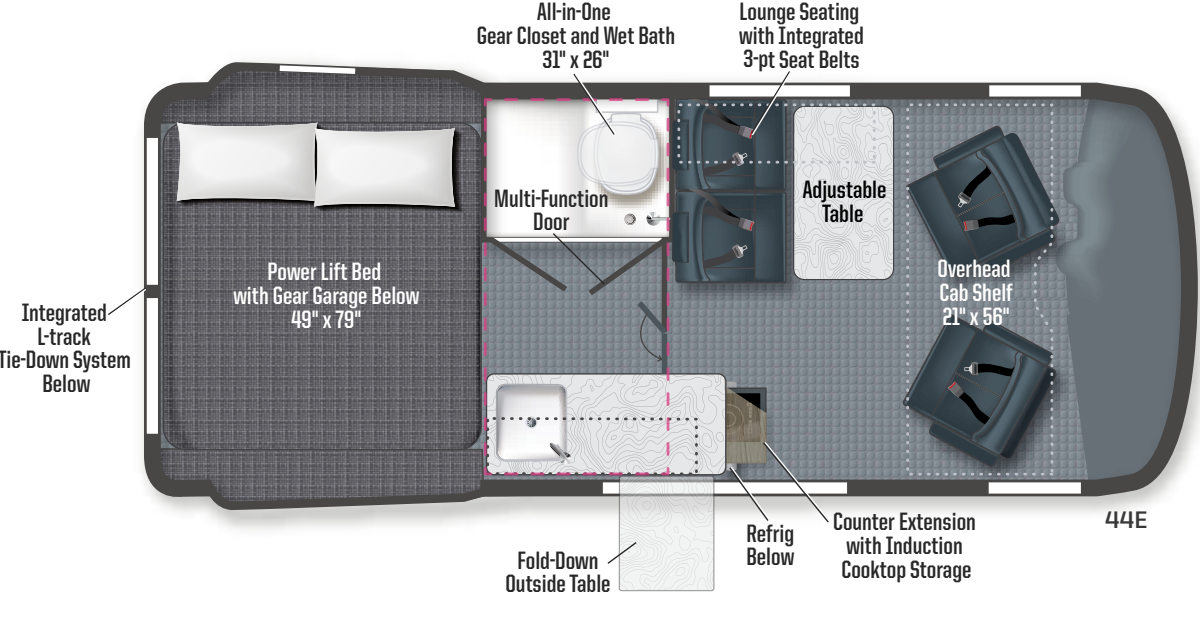 All-in-One
Gear Closet and Wet Bath
31" x 26"
Lounge Seating
with Integrated
3-pt Seat Belts
Multi-Function
Door
Adjustable
Table
Power Lift Bed
with Gear Garage Below
49" x 79"
Overhead
Cab Shelf
21" x 56"
Integrated
L-track
Tie-Down System
Below
44E
Counter Extension
with Induction
Cooktop Storage
Refrig
Below
Fold-Down
Outside Table